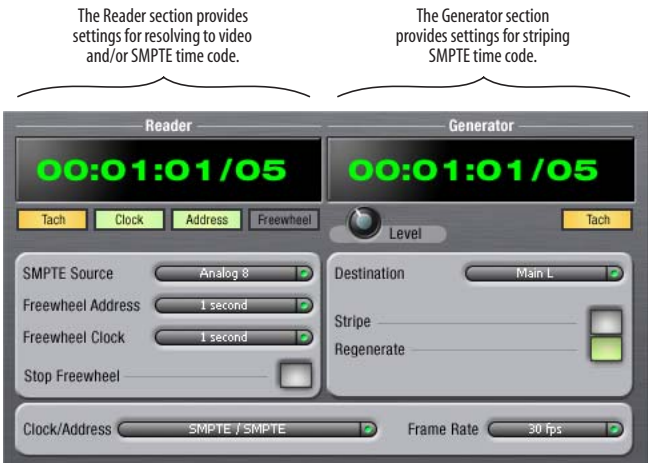 The Reader section provides
settings for resolving to video
and/or SMPTE time code.
The Generator section
provides settings for striping
SMPTE time code.
Reader
00:01:01/05
Tach Clock Address Freewheel
SMPTE Source Analog 8
Freewheel Address 1 second
Freewheel Clock 1 second
Stop Freewheel
Generator
00:01:01/05
Level Tach
Destination Main L
Stripe
Regenerate
Clock/Address SMPTE / SMPTE Frame Rate 30 fps